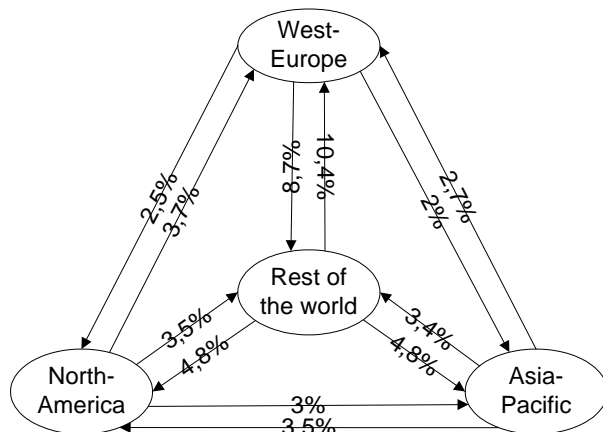 West-
Europe
2,5%
3,7%
8,7%
10,4%
2%
2,7%
Rest of
the world
3,5%
4,8%
3,4%
4,8%
North-
America
3%
3,5%
Asia-
Pacific